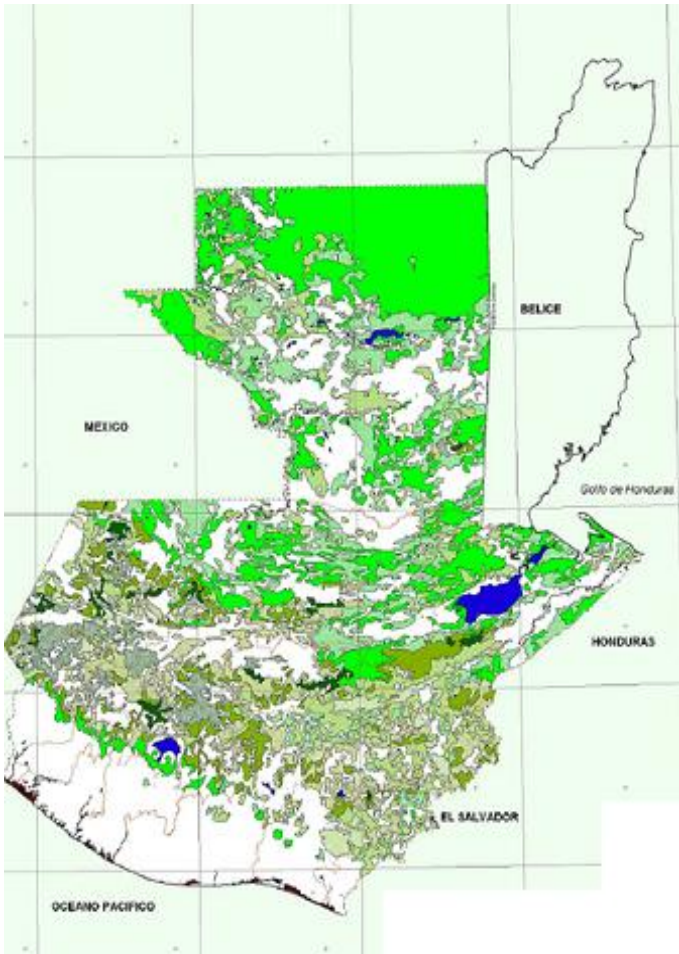 BELICE
MEXICO
Golfo de Honduras
HONDURAS
EL SALVADOR
OCEANO PACIFICO